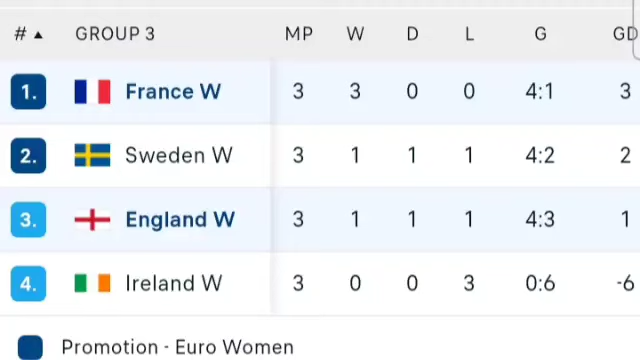 # ▲ GROUP 3 MP W D L G GD
1. France W 3 3 0 0 4:1 3
2. Sweden W 3 1 1 1 4:2 2
3. England W 3 1 1 1 4:3 1
4. Ireland W 3 0 0 3 0:6 -6
Promotion - Euro Women